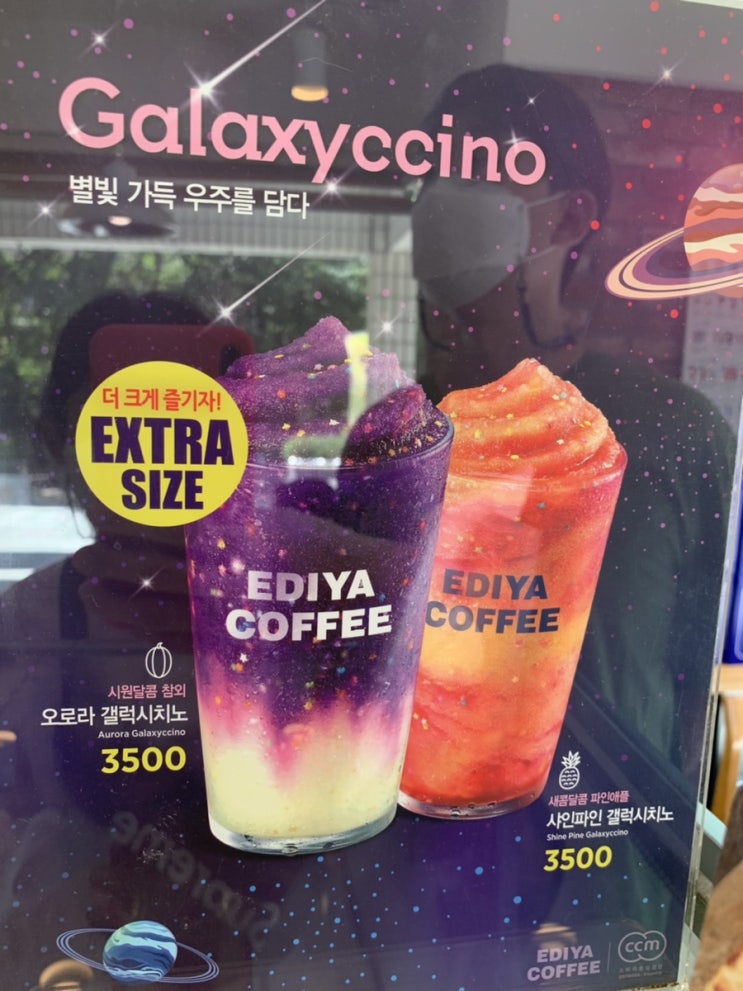 Galaxyccino
별빛 가득 우주를 담다
더 크게 즐기자!
EXTRA
SIZE
EDIYA
COFFEE
EDIYA
COFFEE
시원달콤 참외
오로라 갤럭시치노
Aurora Galaxyccino
3500
새콤달콤 파인애플
샤인파인 갤럭시치노
Shine Pine Galaxyccino
3500
Supreme
EDIYA
COFFEE
ccm